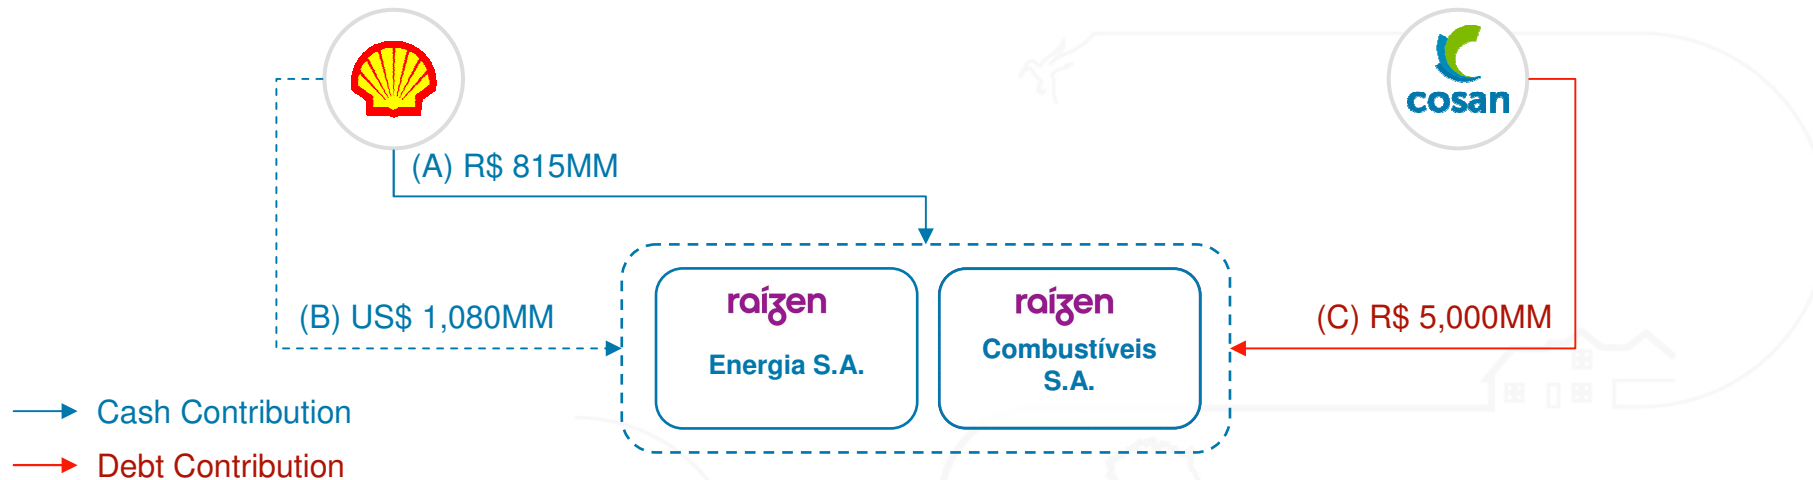 cosan
(A) R$ 815MM
(B) US$ 1,080MM
(C) R$ 5,000MM
raízen
Energia S.A.
raízen
Combustíveis
S.A.
Cash Contribution
Debt Contribution